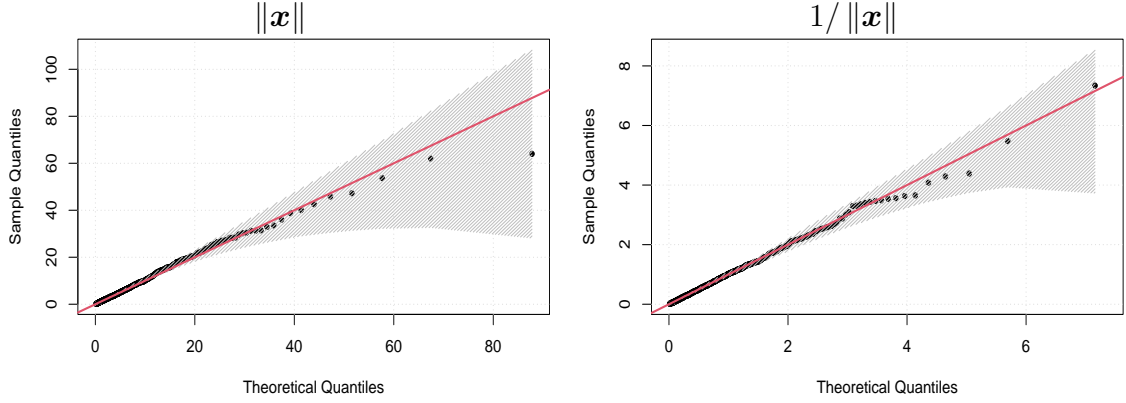 ‖x‖
Sample Quantiles
100
80
60
40
20
0
0 20 40 60 80
Theoretical Quantiles
1/ ‖x‖
Sample Quantiles
8
6
4
2
0
0 2 4 6
Theoretical Quantiles